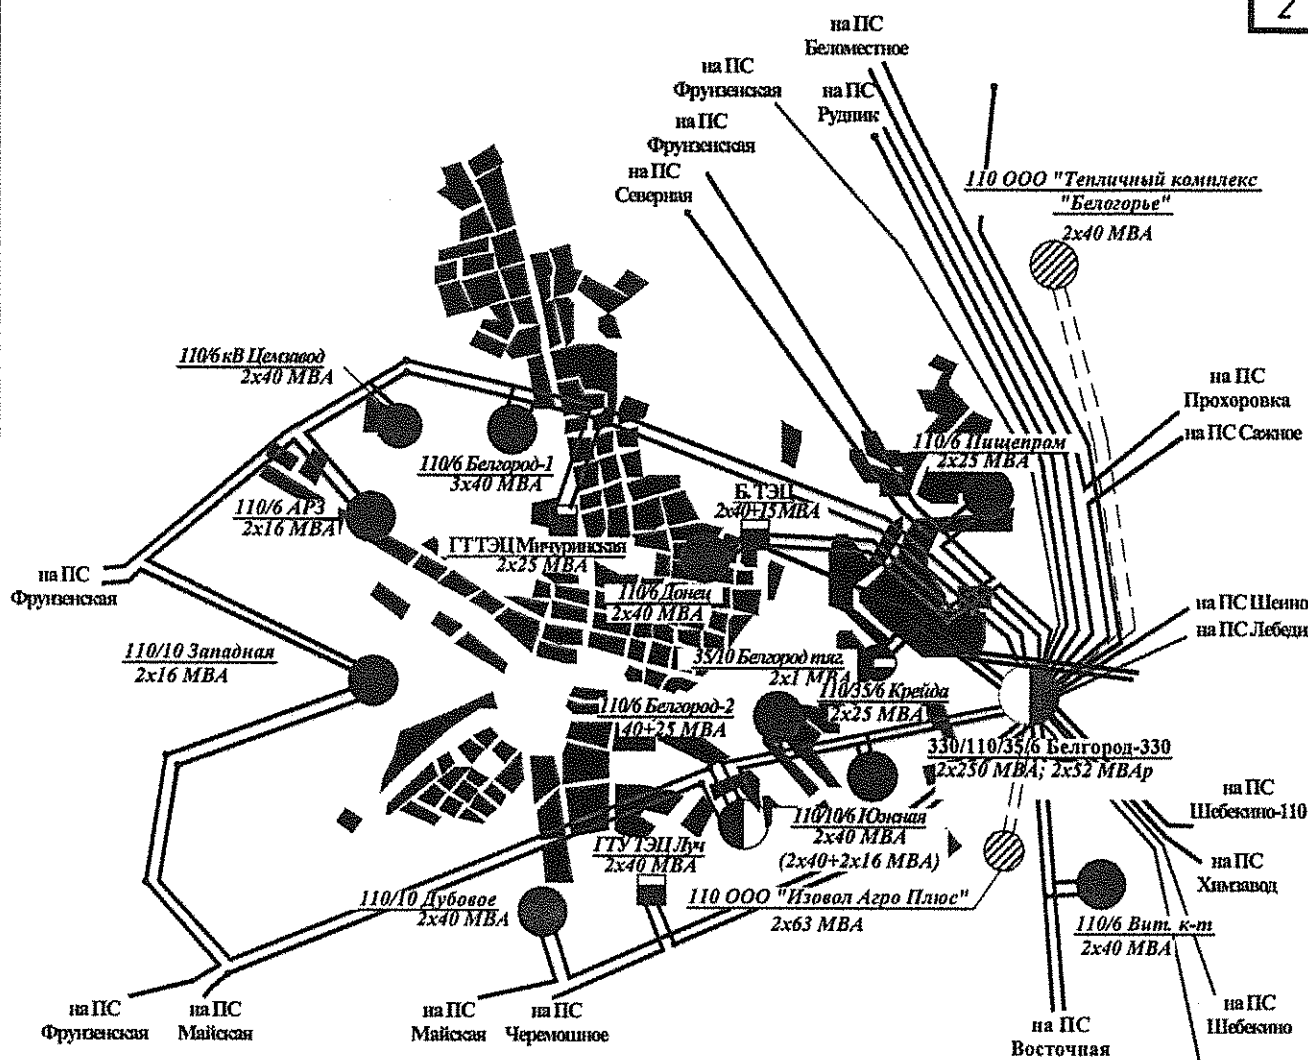 2
на ПС
Беломестное
на ПС
Фрунзенская
на ПС
Рудник
на ПС
Фрунзенская
на ПС
Северная
110 ООО "Тепличный комплекс
"Белогорье"
2х40 МВА
110/6 кВ Цемзавод
2х40 МВА
на ПС
Прохоровка
на ПС Сажное
110/6 Пищепром
2х25 МВА
110/6 Белгород-1
3х40 МВА
Б. ТЭЦ
2х40+15МВА
110/6 АРЗ
2х16 МВА
ГТ ТЭЦ Мичуринская
2х25 МВА
на ПС
Фрунзенская
110/6 Донец
2х40 МВА
на ПС Шеино
на ПС Лебеди
110/10 Западная
2х16 МВА
35/10 Белгород тяг.
2х1 МВА
110/35/6 Крейда
2х25 МВА
110/6 Белгород-2
40+25 МВА
330/110/35/6 Белгород-330
2х250 МВА; 2х52 МВАр
на ПС
Шебекино-110
110/10/6 Южная
2х40 МВА
(2х40+2х16 МВА)
ГТУ ТЭЦ Луч
2х40 МВА
на ПС
Химзавод
110/10 Дубовое
2х40 МВА
110 ООО "Изовол Агро Плюс"
2х63 МВА
110/6 Вит. к-т
2х40 МВА
на ПС
Фрунзенская
на ПС
Майская
на ПС
Майская
на ПС
Черемошное
на ПС
Восточная
на ПС
Шебекино